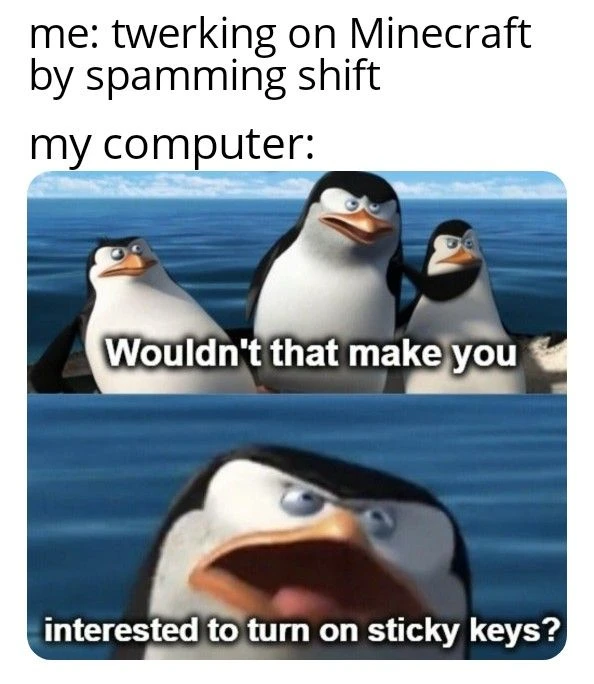 me: twerking on Minecraft
by spamming shift
my computer:
Wouldn't that make you
interested to turn on sticky keys?